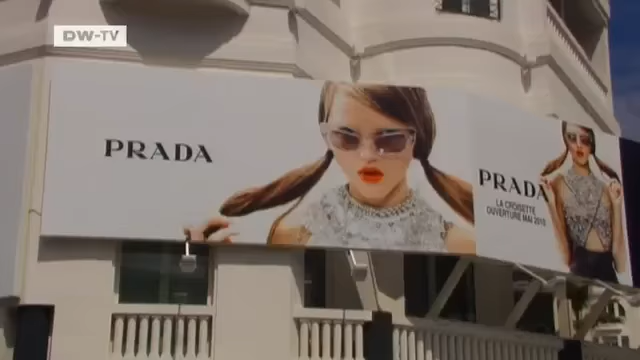 DW-TV
PRADA
PRADA
LA CROISETTE
OUVERTURE MAI 2010